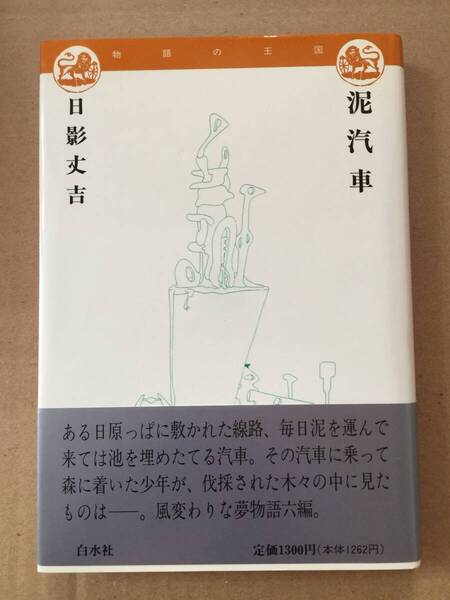 物語の王国
泥汽車
日影丈吉
ある日原っぱに敷かれた線路、毎日泥を運んで
来ては池を埋めたてる汽車。その汽車に乗って
森に着いた少年が、伐採された木々の中に見た
ものは――。風変わりな夢物語六編。
白水社
定価1300円(本体1262円)